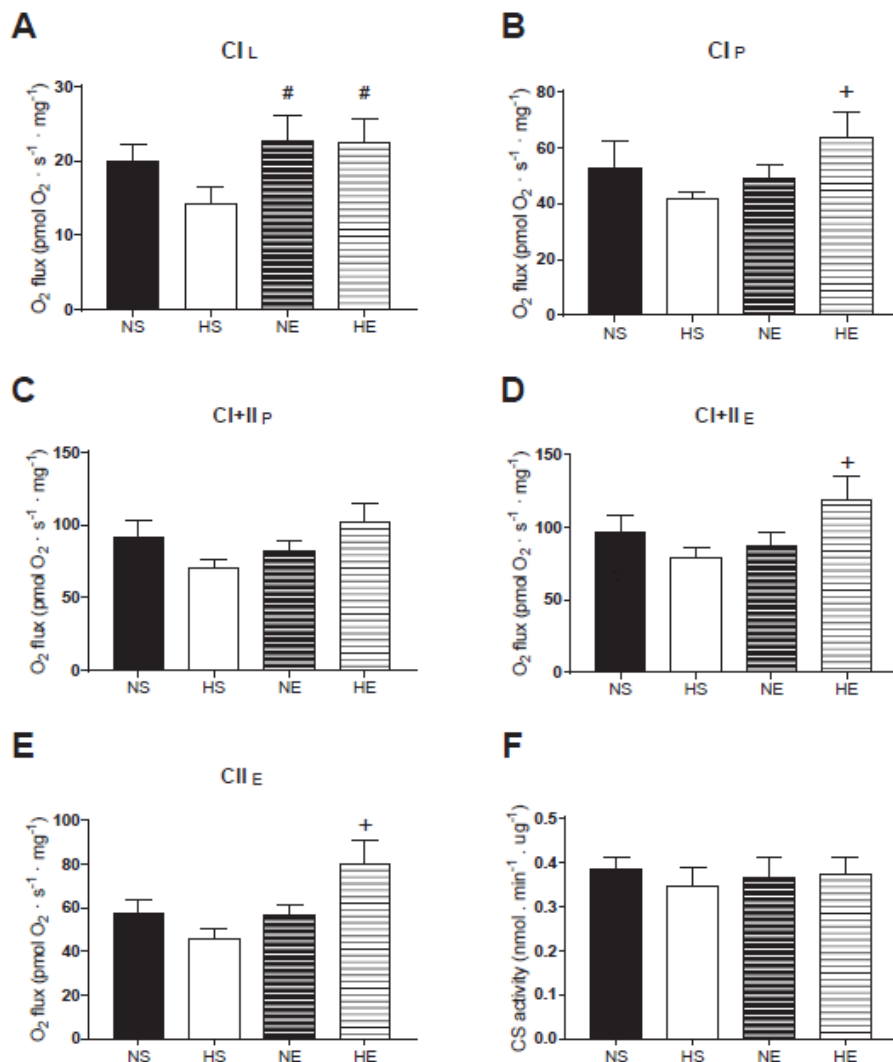 A
CI L
O2 flux (pmol O2 · s-1 · mg-1)
30
20
10
0
# #
NS HS NE HE
B
CI P
O2 flux (pmol O2 · s-1 · mg-1)
80
60
40
20
0
+
NS HS NE HE
C
CI+II P
O2 flux (pmol O2 · s-1 · mg-1)
150
100
50
0
NS HS NE HE
D
CI+II E
O2 flux (pmol O2 · s-1 · mg-1)
150
100
50
0
+
NS HS NE HE
E
CII E
O2 flux (pmol O2 · s-1 · mg-1)
100
80
60
40
20
0
+
NS HS NE HE
F
CS activity (nmol . min-1 . ug-1)
0.5
0.4
0.3
0.2
0.1
0.0
NS HS NE HE